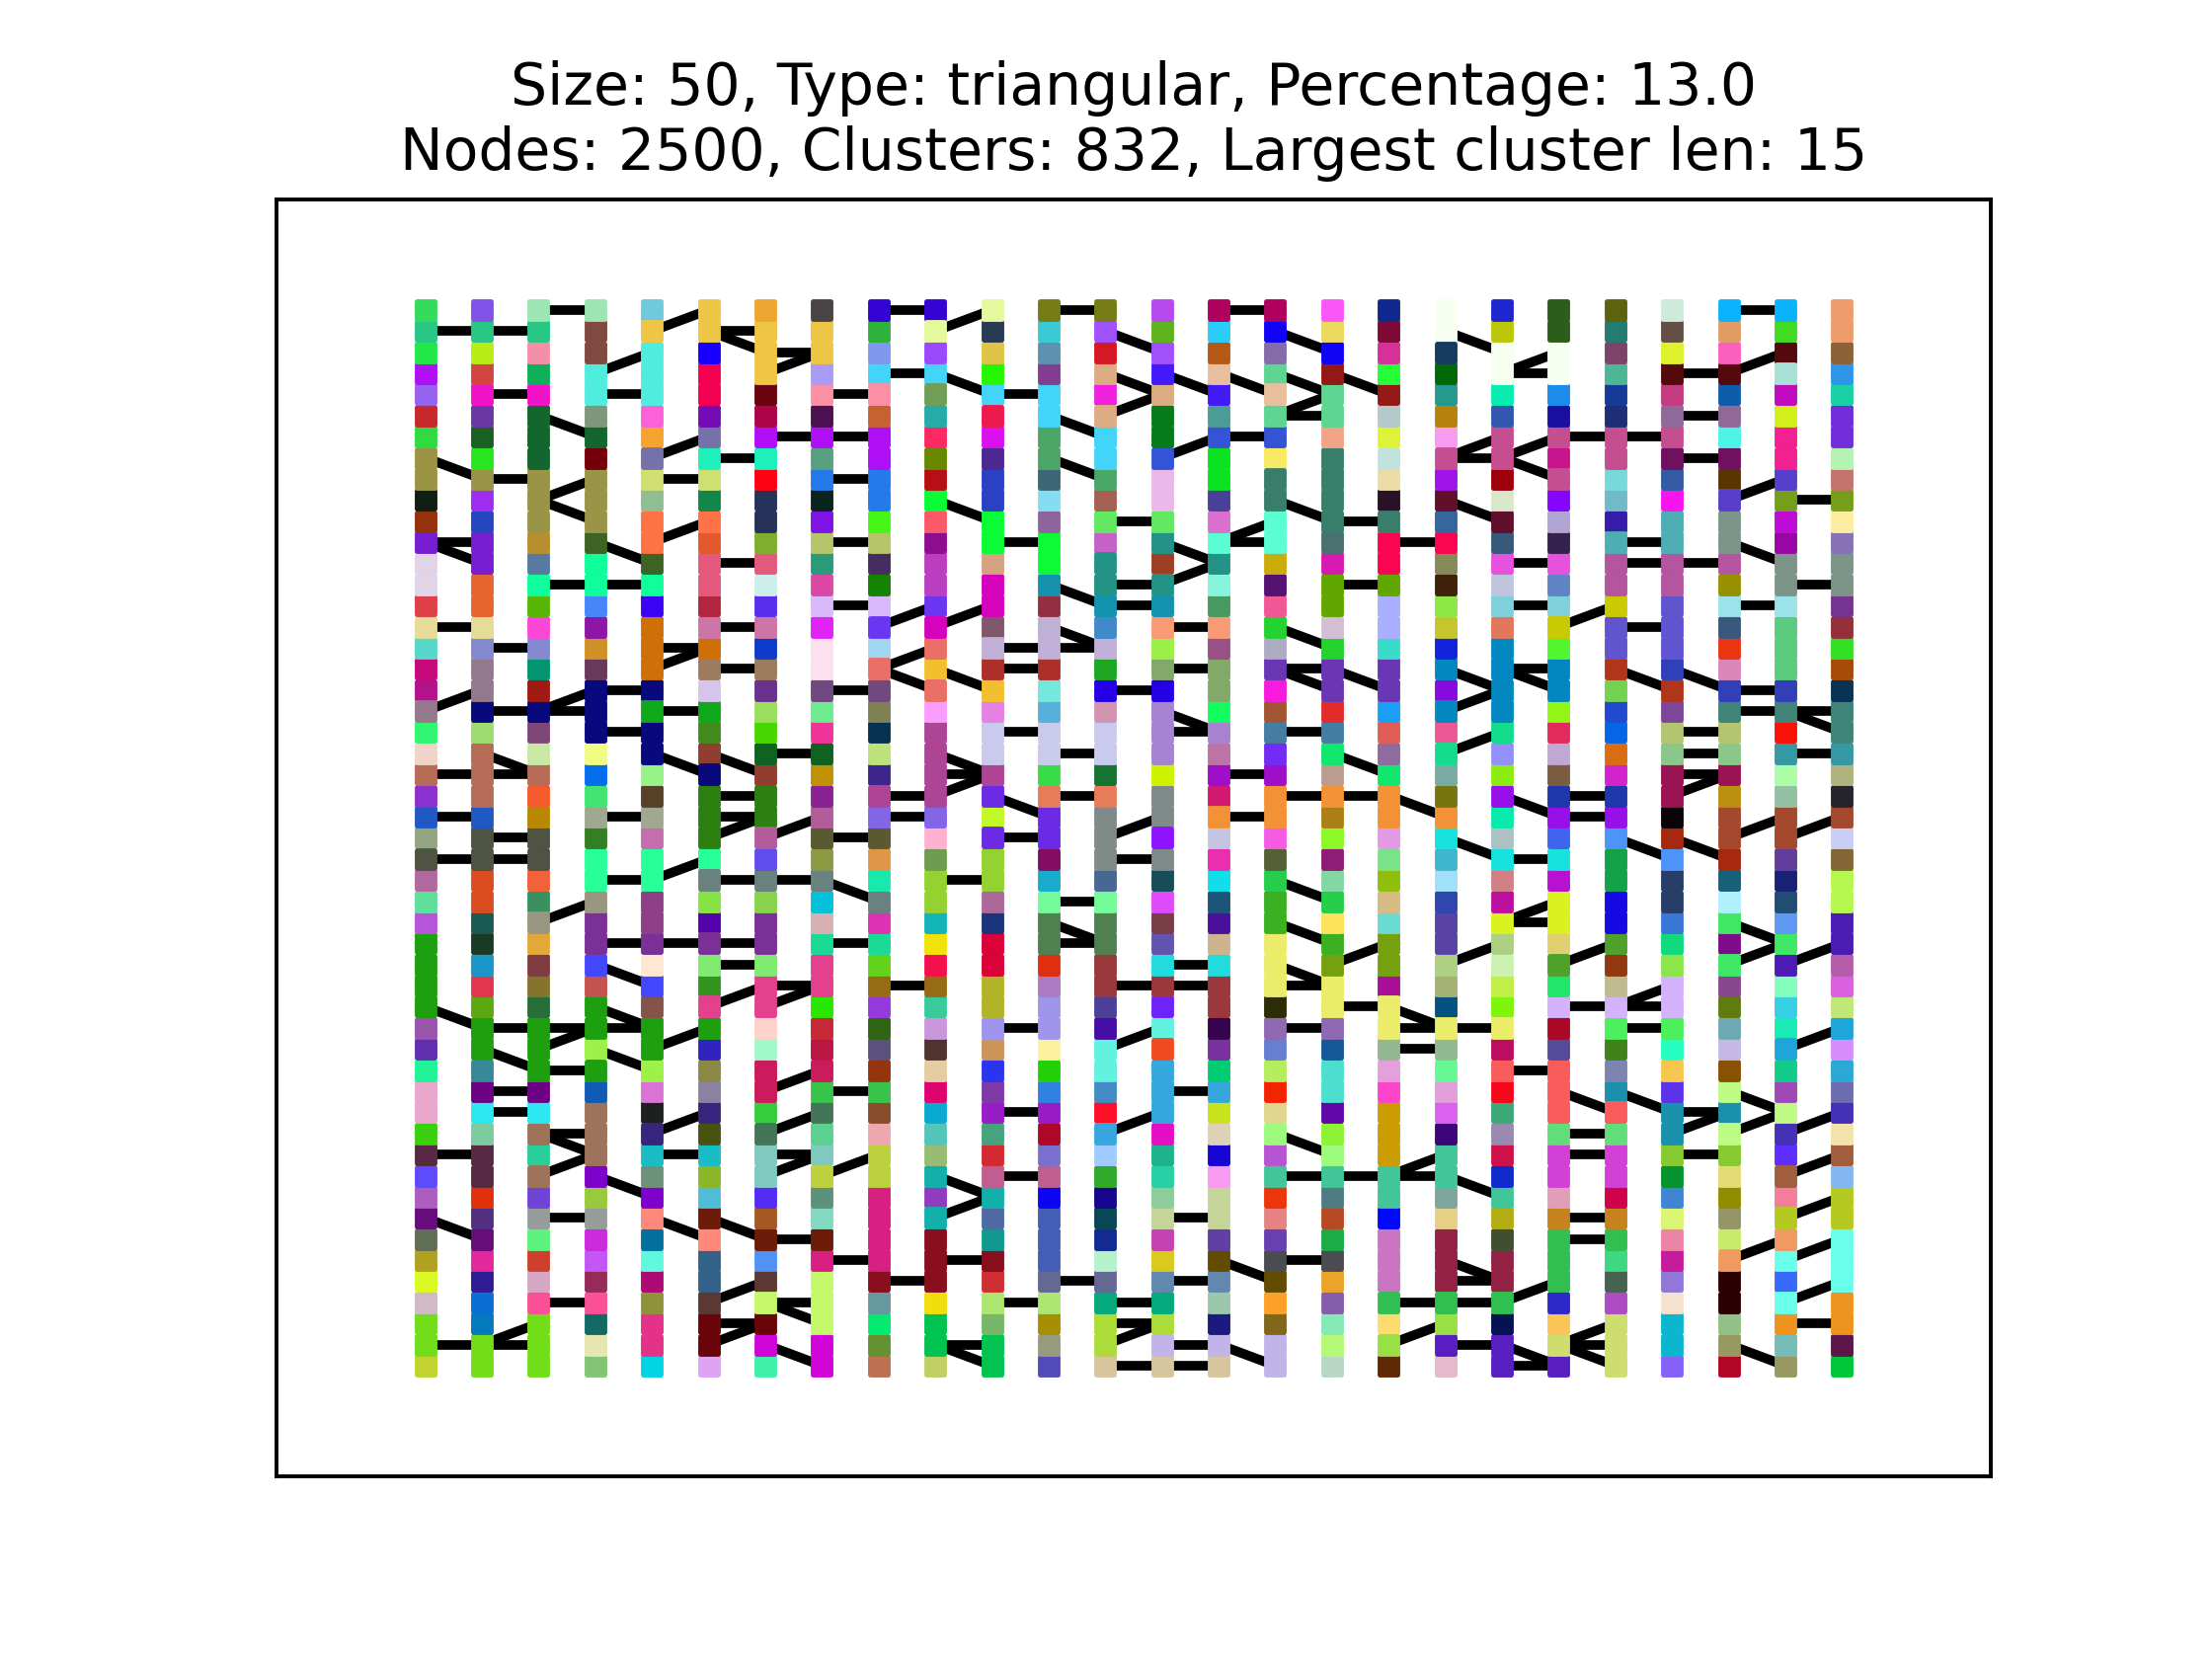 Size: 50, Type: triangular, Percentage: 13.0
Nodes: 2500, Clusters: 832, Largest cluster len: 15